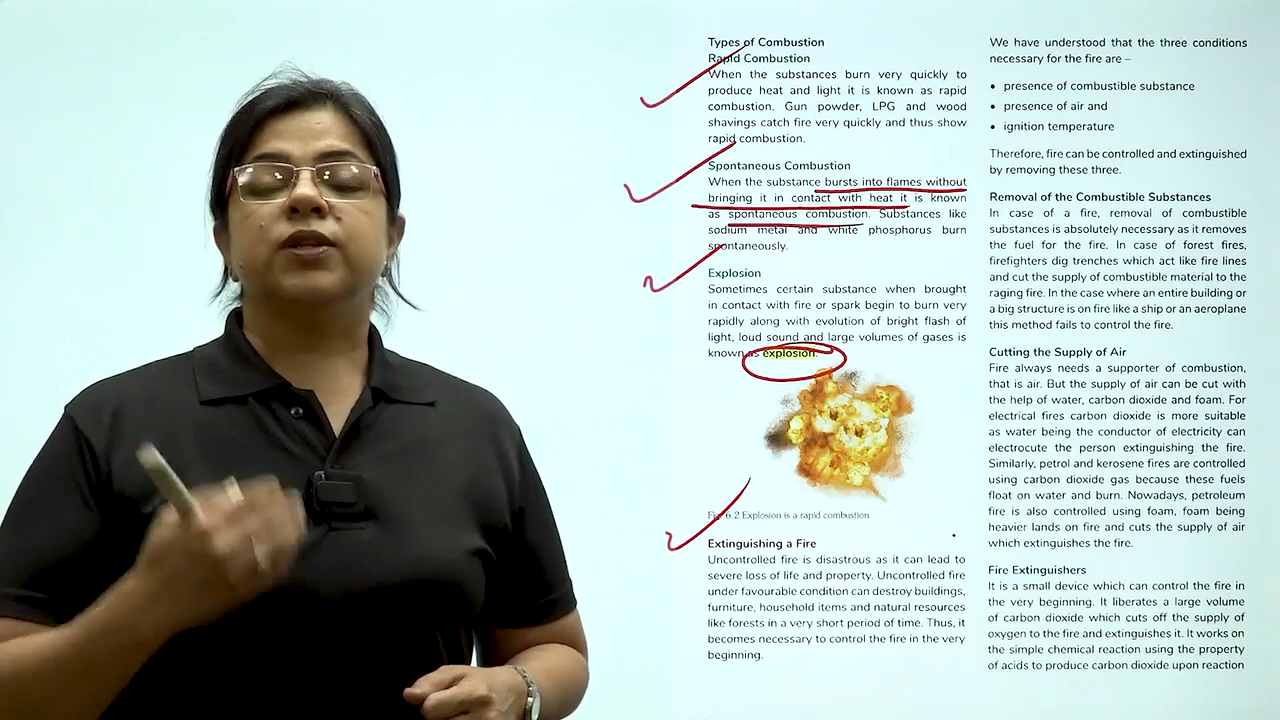 Types of Combustion
Rapid Combustion
When the substances burn very quickly to
produce heat and light it is known as rapid
combustion. Gun powder, LPG and wood
shavings catch fire very quickly and thus show
rapid combustion.
Spontaneous Combustion
When the substance bursts into flames without
bringing it in contact with heat it is known
as spontaneous combustion. Substances like
sodium metal and white phosphorus burn
spontaneously.
Explosion
Sometimes certain substance when brought
in contact with fire or spark begin to burn very
rapidly along with evolution of bright flash of
light, loud sound and large volumes of gases is
known as explosion.
Fig 6.2 Explosion is a rapid combustion
Extinguishing a Fire
Uncontrolled fire is disastrous as it can lead to
severe loss of life and property. Uncontrolled fire
under favourable condition can destroy buildings,
furniture, household items and natural resources
like forests in a very short period of time. Thus, it
becomes necessary to control the fire in the very
beginning.
We have understood that the three conditions
necessary for the fire are –
• presence of combustible substance
• presence of air and
• ignition temperature
Therefore, fire can be controlled and extinguished
by removing these three.
Removal of the Combustible Substances
In case of a fire, removal of combustible
substances is absolutely necessary as it removes
the fuel for the fire. In case of forest fires,
firefighters dig trenches which act like fire lines
and cut the supply of combustible material to the
raging fire. In the case where an entire building or
a big structure is on fire like a ship or an aeroplane
this method fails to control the fire.
Cutting the Supply of Air
Fire always needs a supporter of combustion,
that is air. But the supply of air can be cut with
the help of water, carbon dioxide and foam. For
electrical fires carbon dioxide is more suitable
as water being the conductor of electricity can
electrocute the person extinguishing the fire.
Similarly, petrol and kerosene fires are controlled
using carbon dioxide gas because these fuels
float on water and burn. Nowadays, petroleum
fire is also controlled using foam, foam being
heavier lands on fire and cuts the supply of air
which extinguishes the fire.
Fire Extinguishers
It is a small device which can control the fire in
the very beginning. It liberates a large volume
of carbon dioxide which cuts off the supply of
oxygen to the fire and extinguishes it. It works on
the simple chemical reaction using the property
of acids to produce carbon dioxide upon reaction